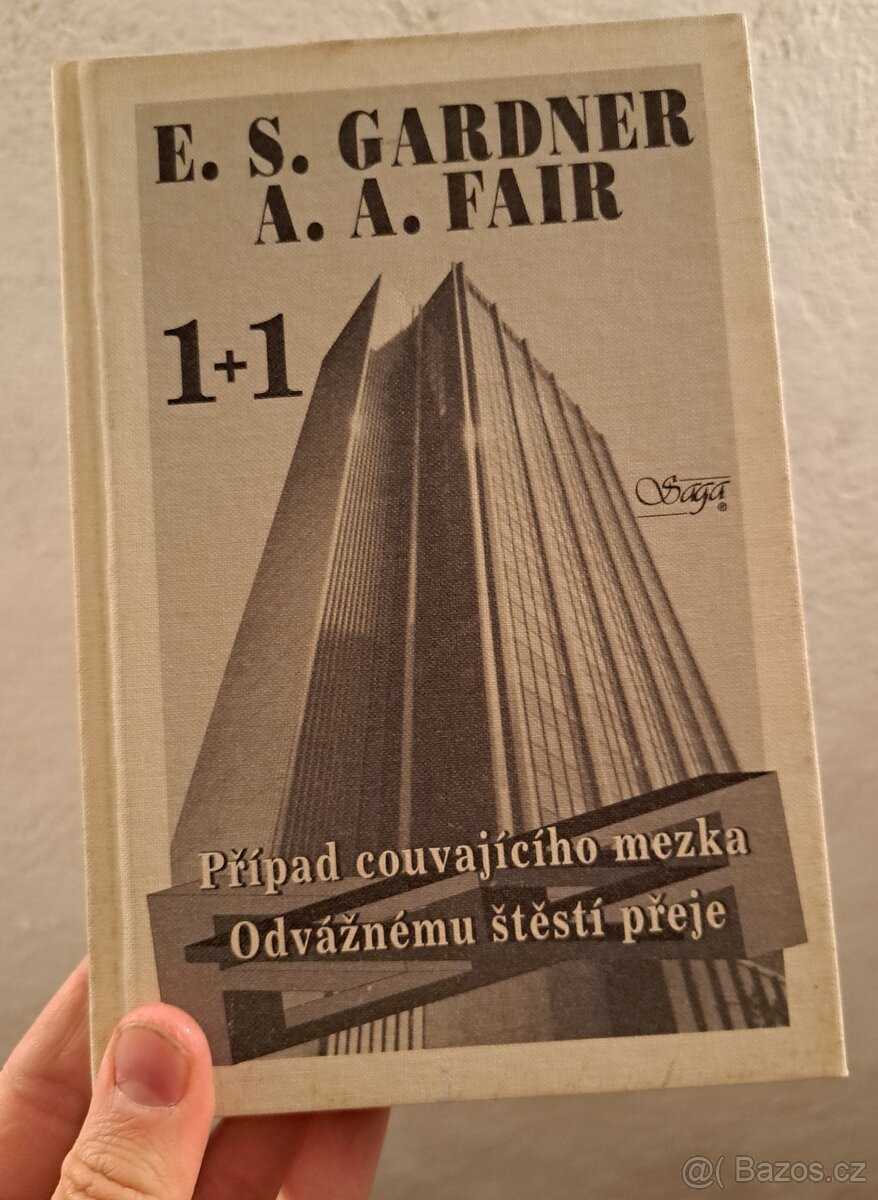 E. S. GARDNER
A. A. FAIR
1+1
Saga®
Případ couvajícího mezka
Odvážnému štěstí přeje
@( Bazos.cz